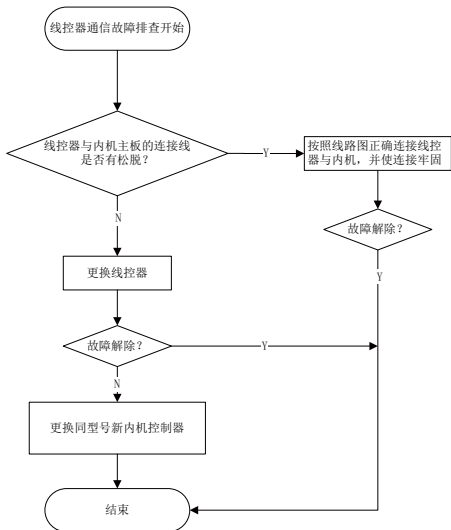 线控器通信故障排查开始
线控器与内机主板的连接线
是否有松脱？
Y
按照线路图正确连接线控
器与内机，并使连接牢固
N
故障解除？
Y
更换线控器
故障解除？
Y
N
更换同型号新内机控制器
结束